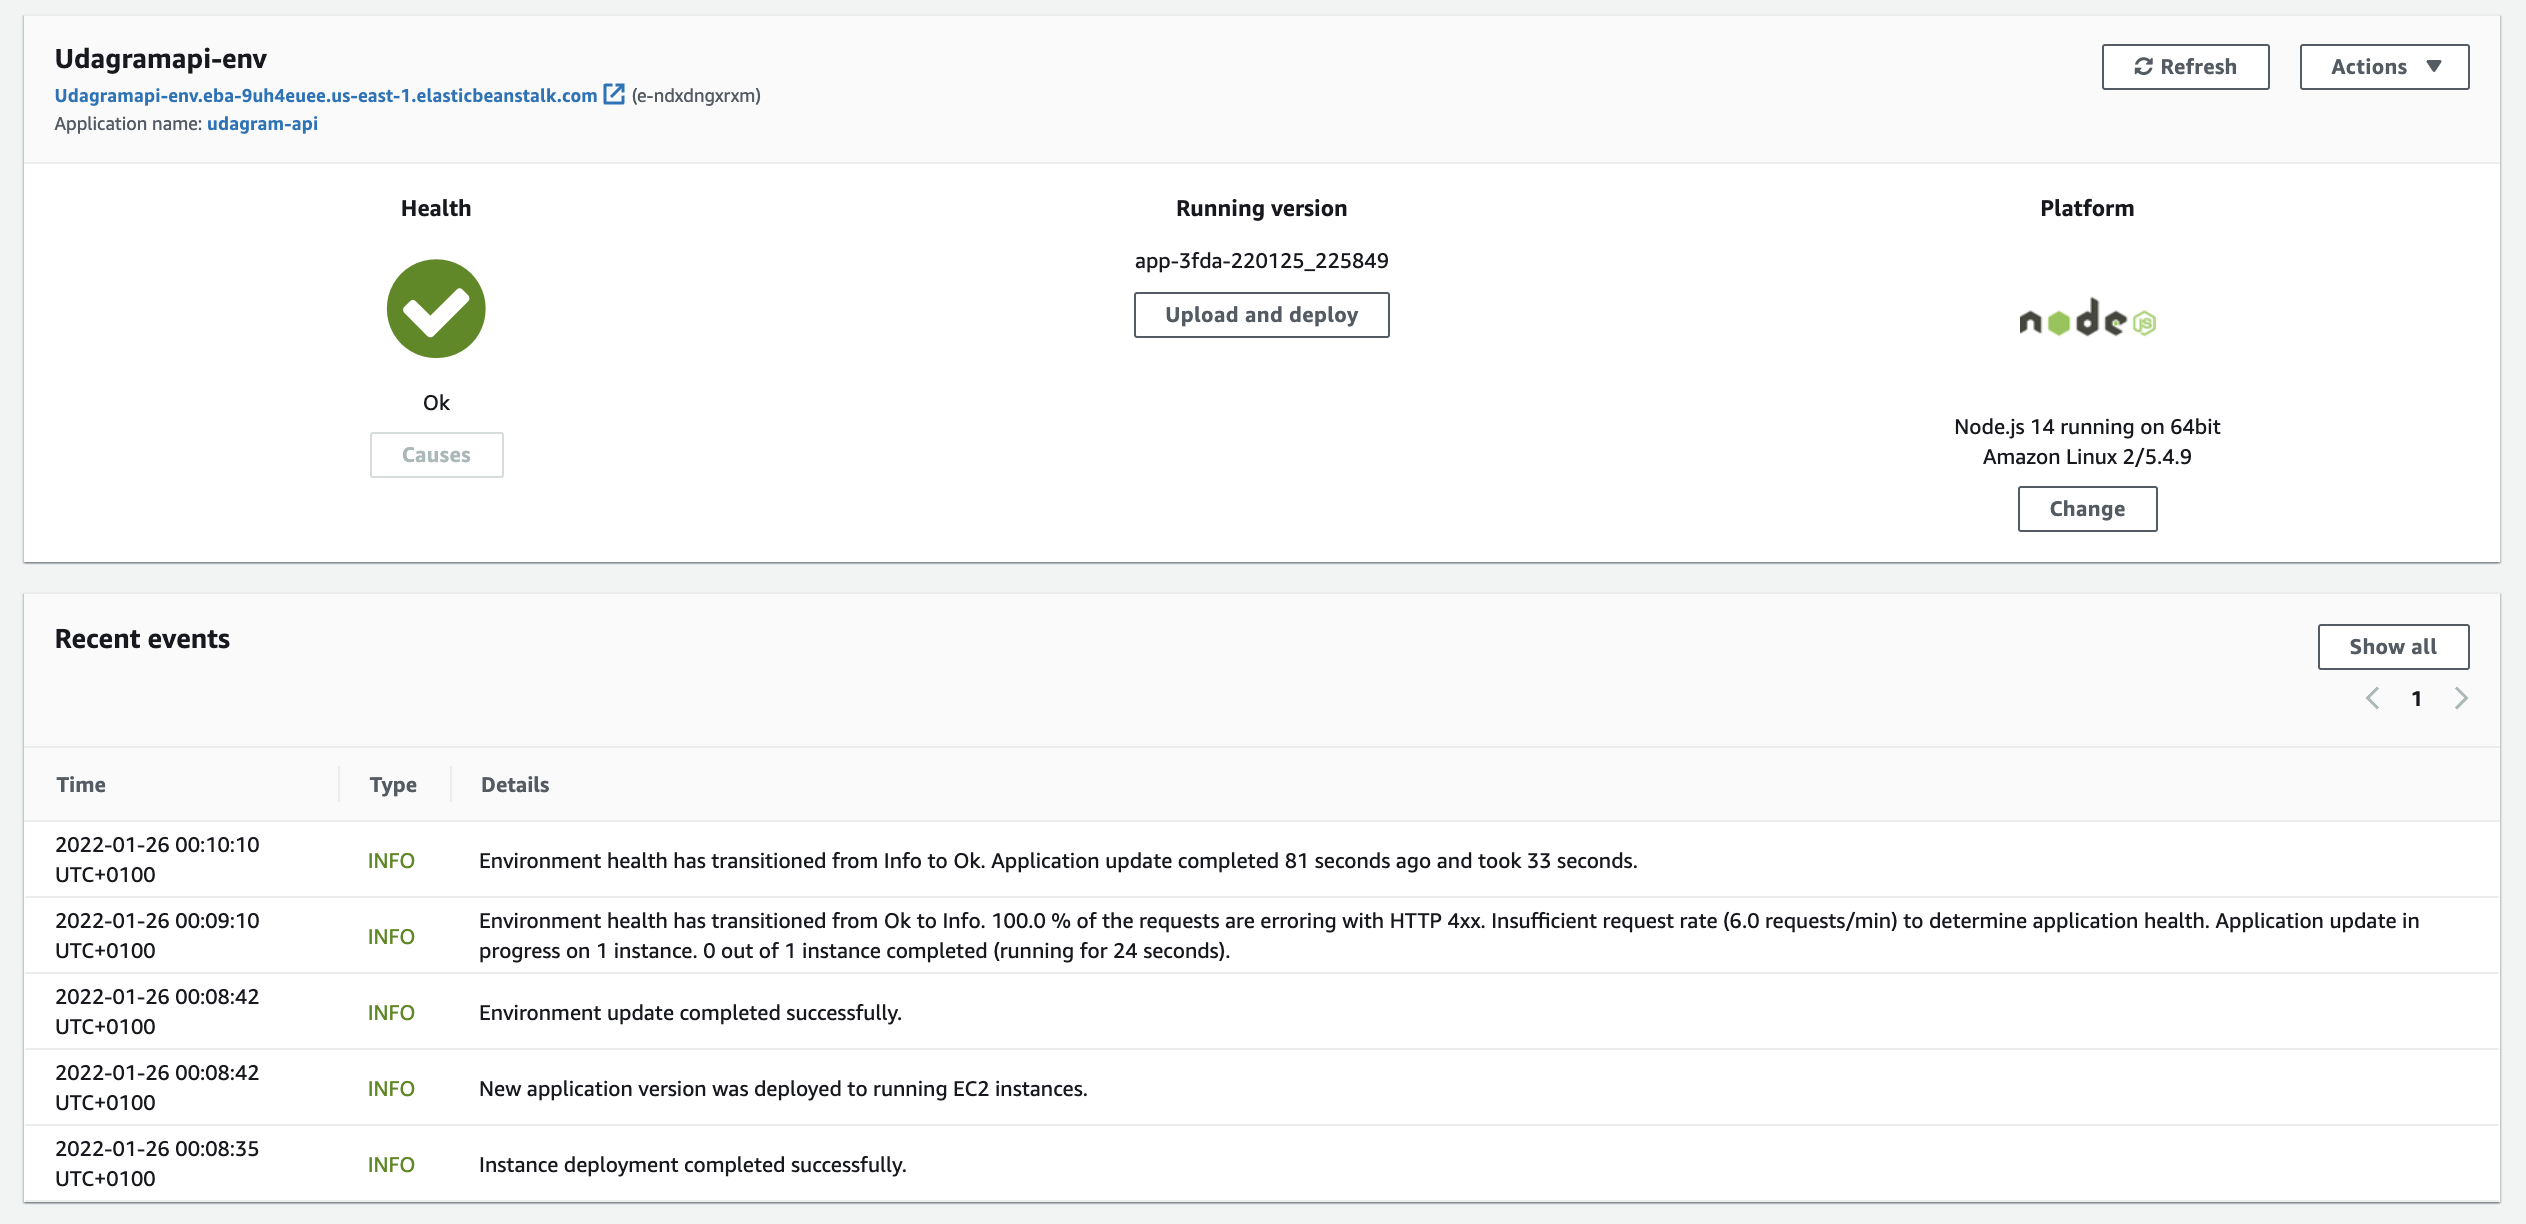 Udagramapi-env
Refresh
Actions
Udagramapi-env.eba-9uh4euee.us-east-1.elasticbeanstalk.com (e-ndxdngxrxm)
Application name: udagram-api
Health
Ok
Causes
Running version
app-3fda-220125_225849
Upload and deploy
Platform
node JS
Node.js 14 running on 64bit
Amazon Linux 2/5.4.9
Change
Recent events
Show all
1
Time Type Details
2022-01-26 00:10:10
UTC+0100
INFO
Environment health has transitioned from Info to Ok. Application update completed 81 seconds ago and took 33 seconds.
2022-01-26 00:09:10
UTC+0100
INFO
Environment health has transitioned from Ok to Info. 100.0 % of the requests are erroring with HTTP 4xx. Insufficient request rate (6.0 requests/min) to determine application health. Application update in
progress on 1 instance. 0 out of 1 instance completed (running for 24 seconds).
2022-01-26 00:08:42
UTC+0100
INFO
Environment update completed successfully.
2022-01-26 00:08:42
UTC+0100
INFO
New application version was deployed to running EC2 instances.
2022-01-26 00:08:35
UTC+0100
INFO
Instance deployment completed successfully.